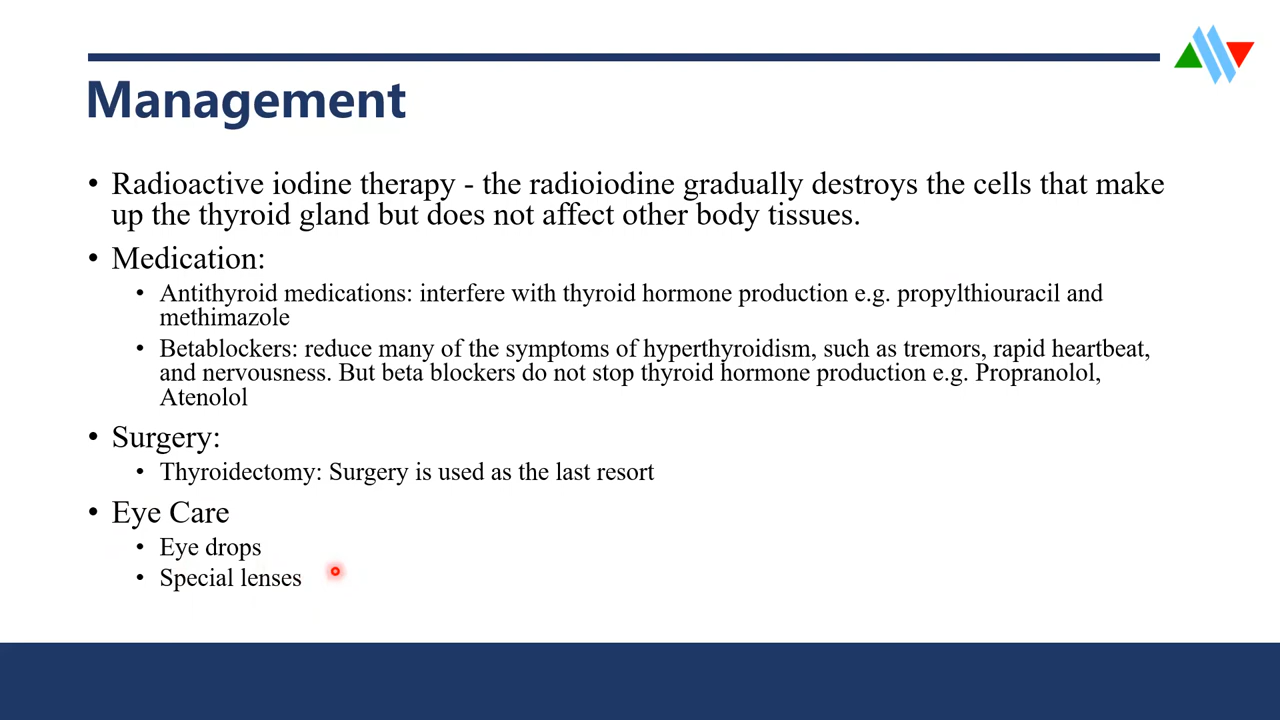 Management
• Radioactive iodine therapy - the radioiodine gradually destroys the cells that make
up the thyroid gland but does not affect other body tissues.
• Medication:
• Antithyroid medications: interfere with thyroid hormone production e.g. propylthiouracil and
methimazole
• Betablockers: reduce many of the symptoms of hyperthyroidism, such as tremors, rapid heartbeat,
and nervousness. But beta blockers do not stop thyroid hormone production e.g. Propranolol,
Atenolol
• Surgery:
• Thyroidectomy: Surgery is used as the last resort
• Eye Care
• Eye drops
• Special lenses